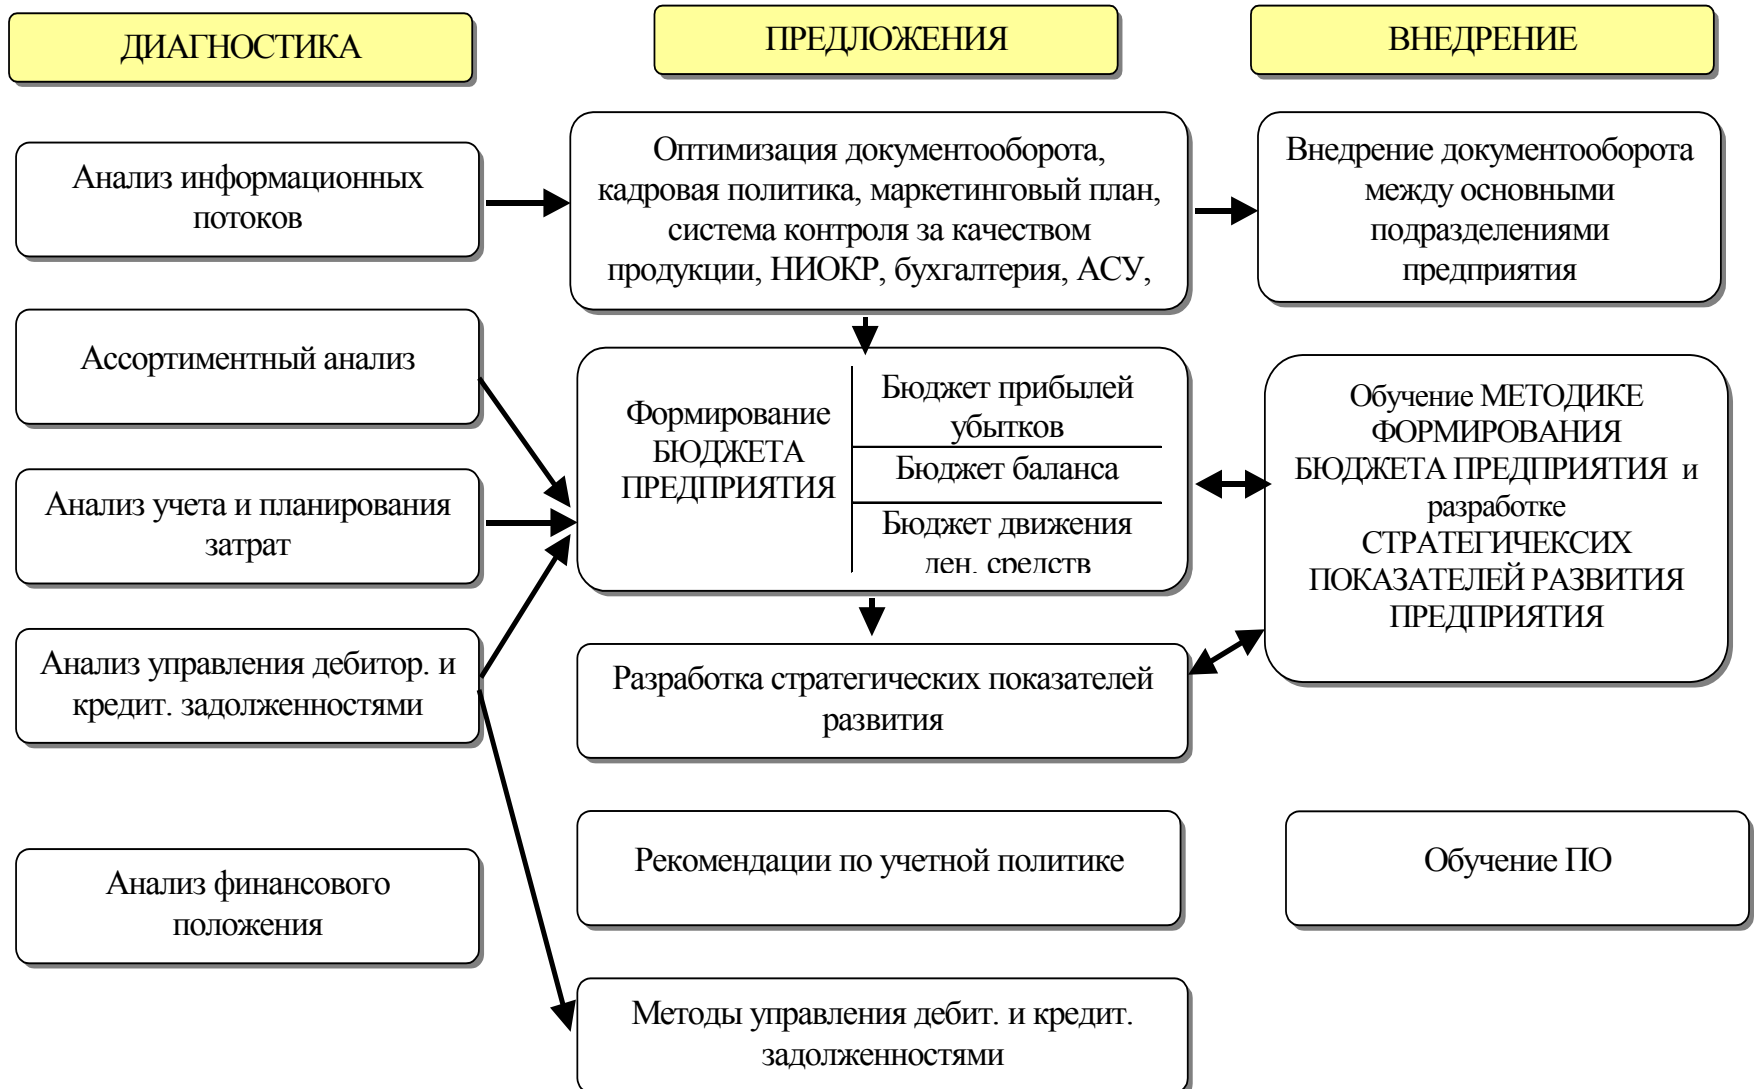 ДИАГНОСТИКА
ПРЕДЛОЖЕНИЯ
ВНЕДРЕНИЕ
Анализ информационных
потоков
Оптимизация документооборота,
кадровая политика, маркетинговый план,
система контроля за качеством
продукции, НИОКР, бухгалтерия, АСУ,
Внедрение документооборота
между основными
подразделениями
предприятия
Ассортиментный анализ
Формирование
БЮДЖЕТА
ПРЕДПРИЯТИЯ
Бюджет прибылей
убытков
Бюджет баланса
Бюджет движения
ден. средств
Обучение МЕТОДИКЕ
ФОРМИРОВАНИЯ
БЮДЖЕТА ПРЕДПРИЯТИЯ и
разработке
СТРАТЕГИЧЕКСИХ
ПОКАЗАТЕЛЕЙ РАЗВИТИЯ
ПРЕДПРИЯТИЯ
Анализ учета и планирования
затрат
Анализ управления дебитор. и
кредит. задолженностями
Разработка стратегических показателей
развития
Анализ финансового
положения
Рекомендации по учетной политике
Обучение ПО
Методы управления дебит. и кредит.
задолженностями